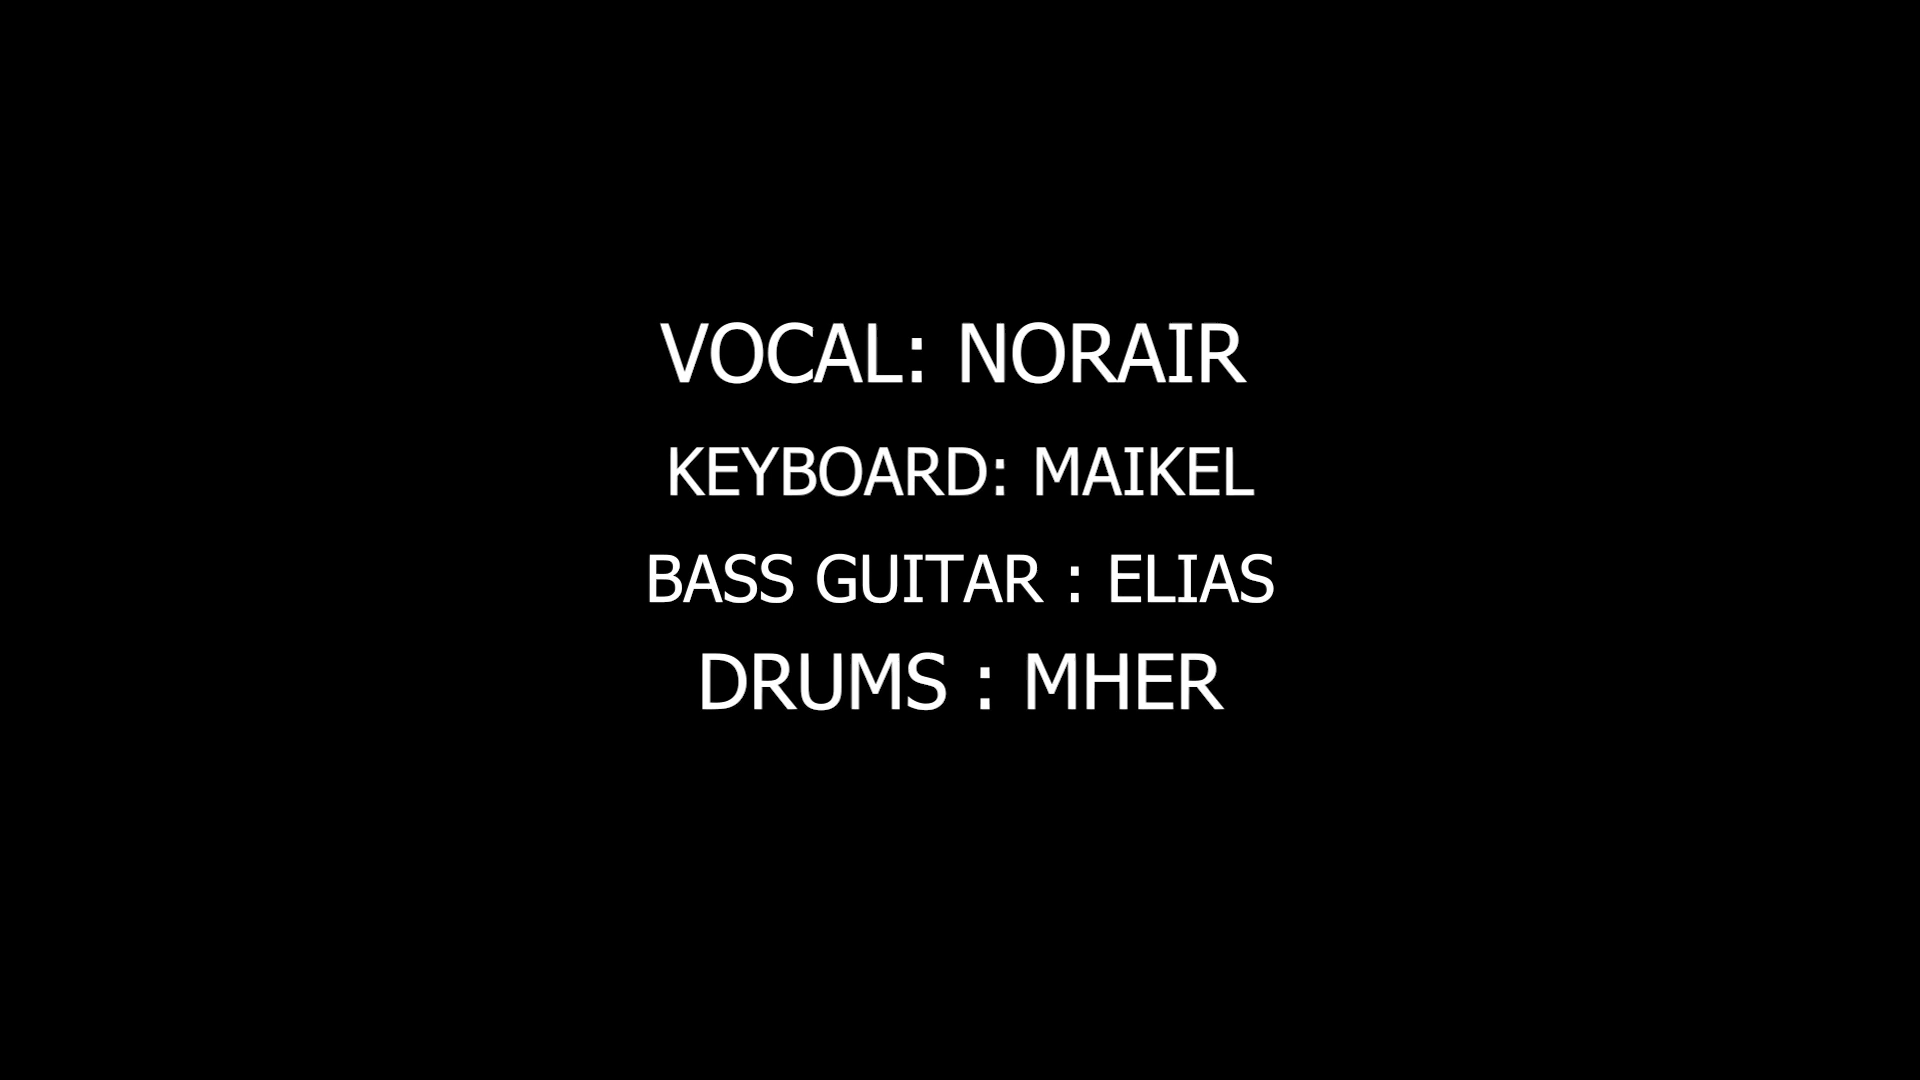 VOCAL: NORAIR
KEYBOARD: MAIKEL
BASS GUITAR : ELIAS
DRUMS : MHER